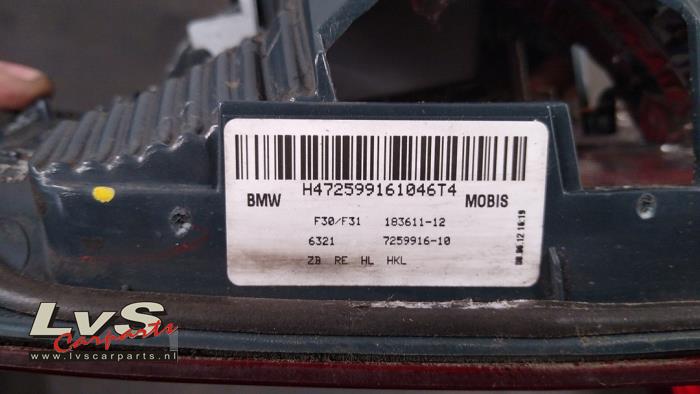 H472599161046T4
BMW MOBIS
F30/F31 183611-12
6321 7259916-10
ZB RE HL HKL
LvS
Carparts
www.lvscarparts.nl